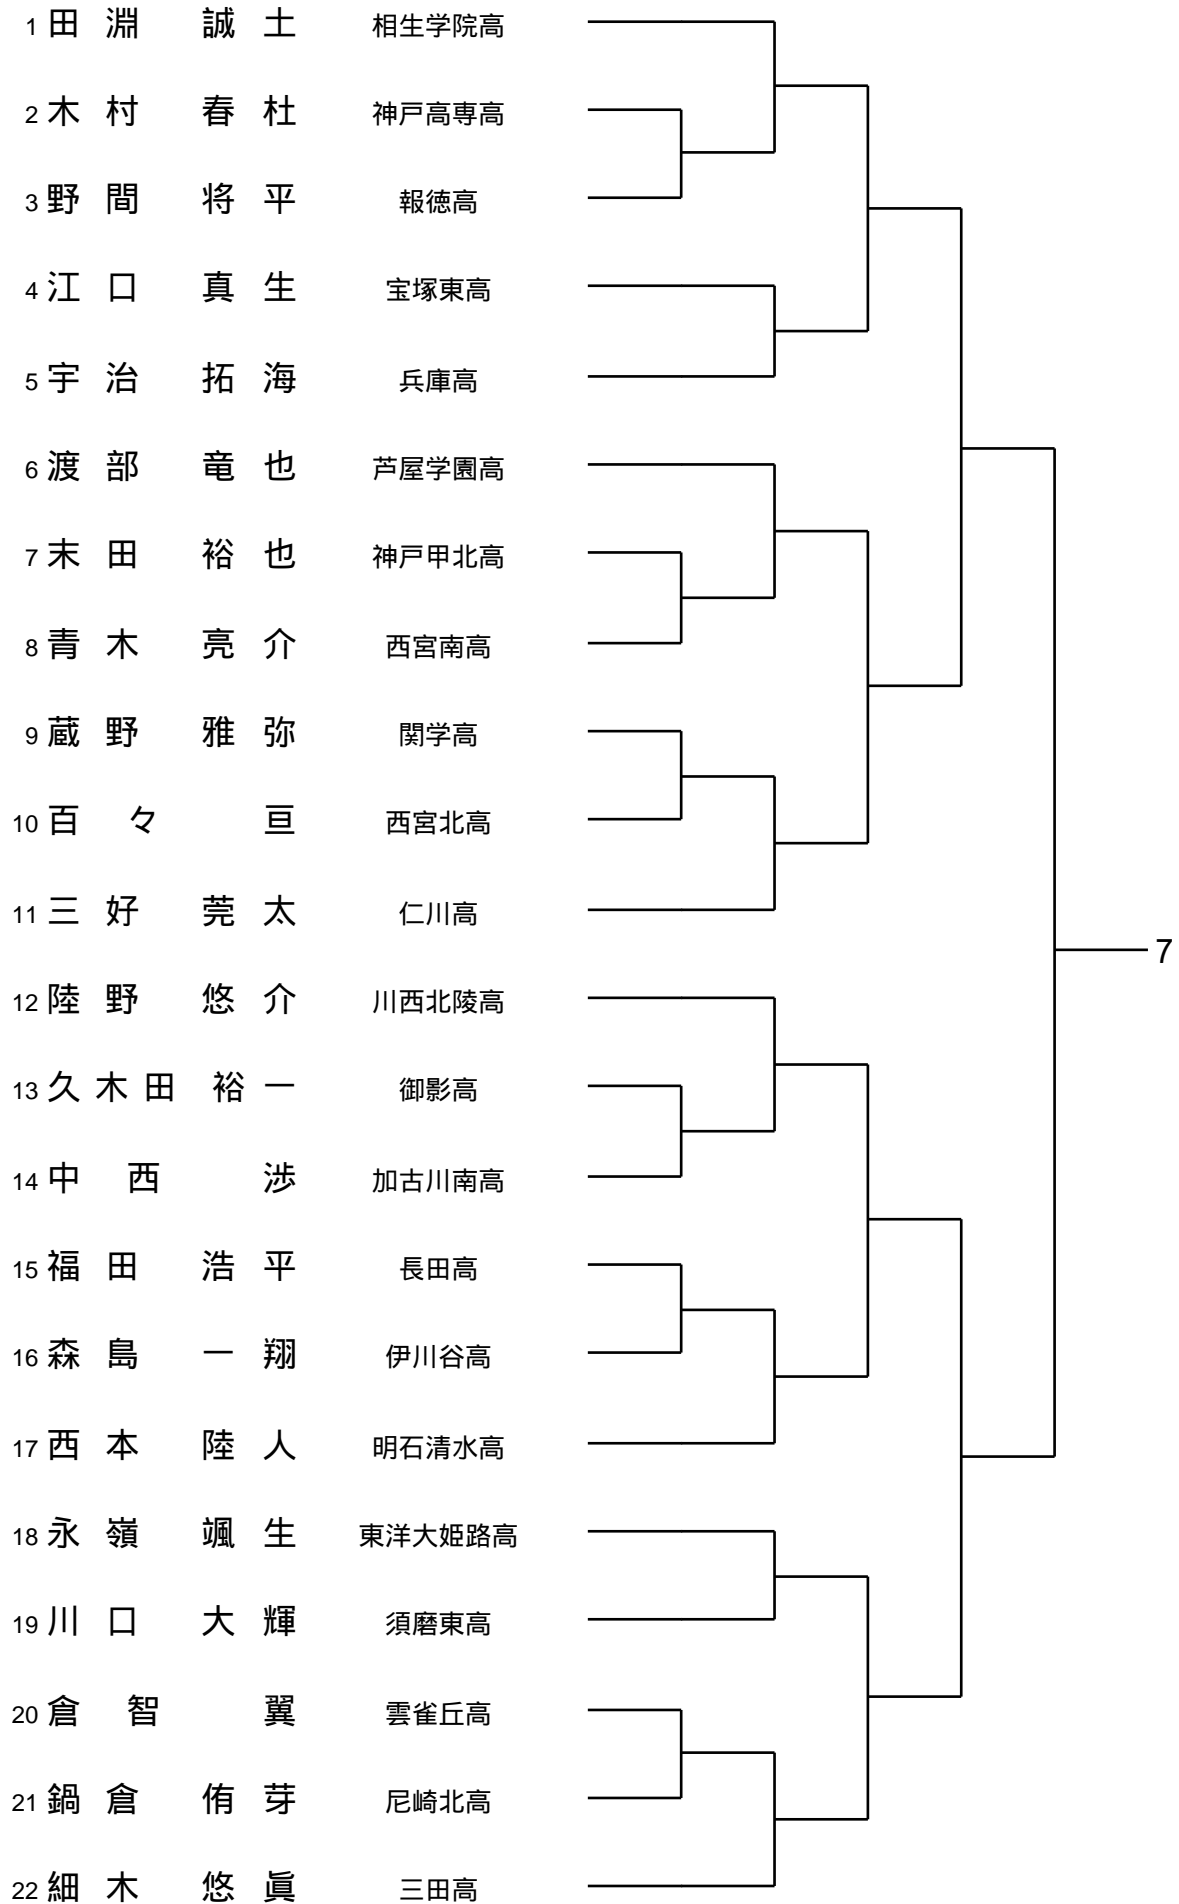 1 田淵 誠土 相生学院高
2 木村 春杜 神戸高専高
3 野間 将平 報徳高
4 江口 真生 宝塚東高
5 宇治 拓海 兵庫高
6 渡部 竜也 芦屋学園高
7 末田 裕也 神戸甲北高
8 青木 亮介 西宮南高
9 蔵野 雅弥 関学高
10 百々 亘 西宮北高
11 三好 莞太 仁川高
7
12 陸野 悠介 川西北陵高
13 久木田 裕一 御影高
14 中西 渉 加古川南高
15 福田 浩平 長田高
16 森島 一翔 伊川谷高
17 西本 陸人 明石清水高
18 永嶺 颯生 東洋大姫路高
19 川口 大輝 須磨東高
20 倉智 翼 雲雀丘高
21 鍋倉 侑芽 尼崎北高
22 細木 悠眞 三田高